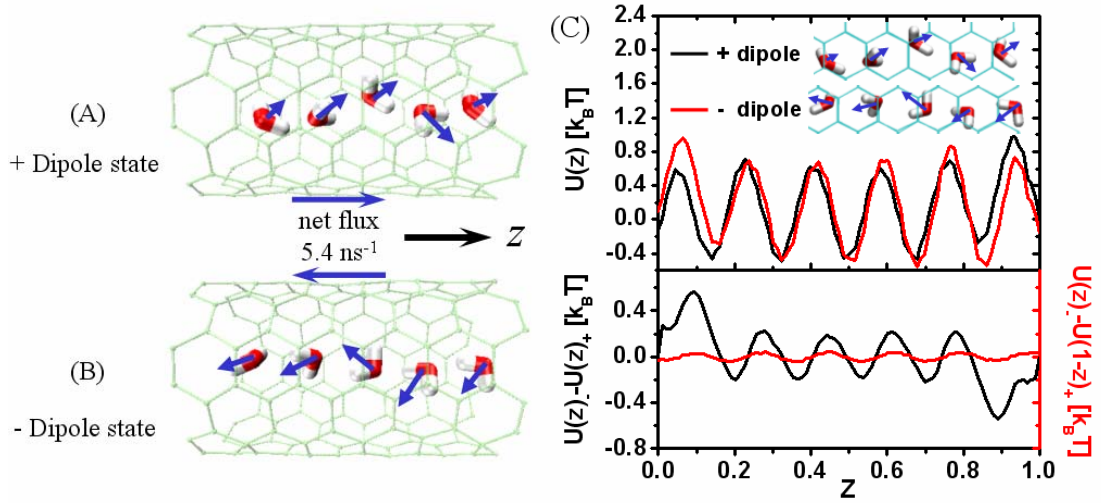 (A)
+ Dipole state
net flux
5.4 ns⁻¹
z
(B)
- Dipole state
(C)
+ dipole
- dipole
U(z) [k_BT]
2.4
2.0
1.6
1.2
0.8
0.4
0.0
-0.4
U(z)_-–U(z)_+ [k_BT]
0.4
0.0
-0.4
-0.8
U(z)_-–U(1-z)_+ [k_BT]
0.0
0.2
0.4
0.6
0.8
1.0
Z